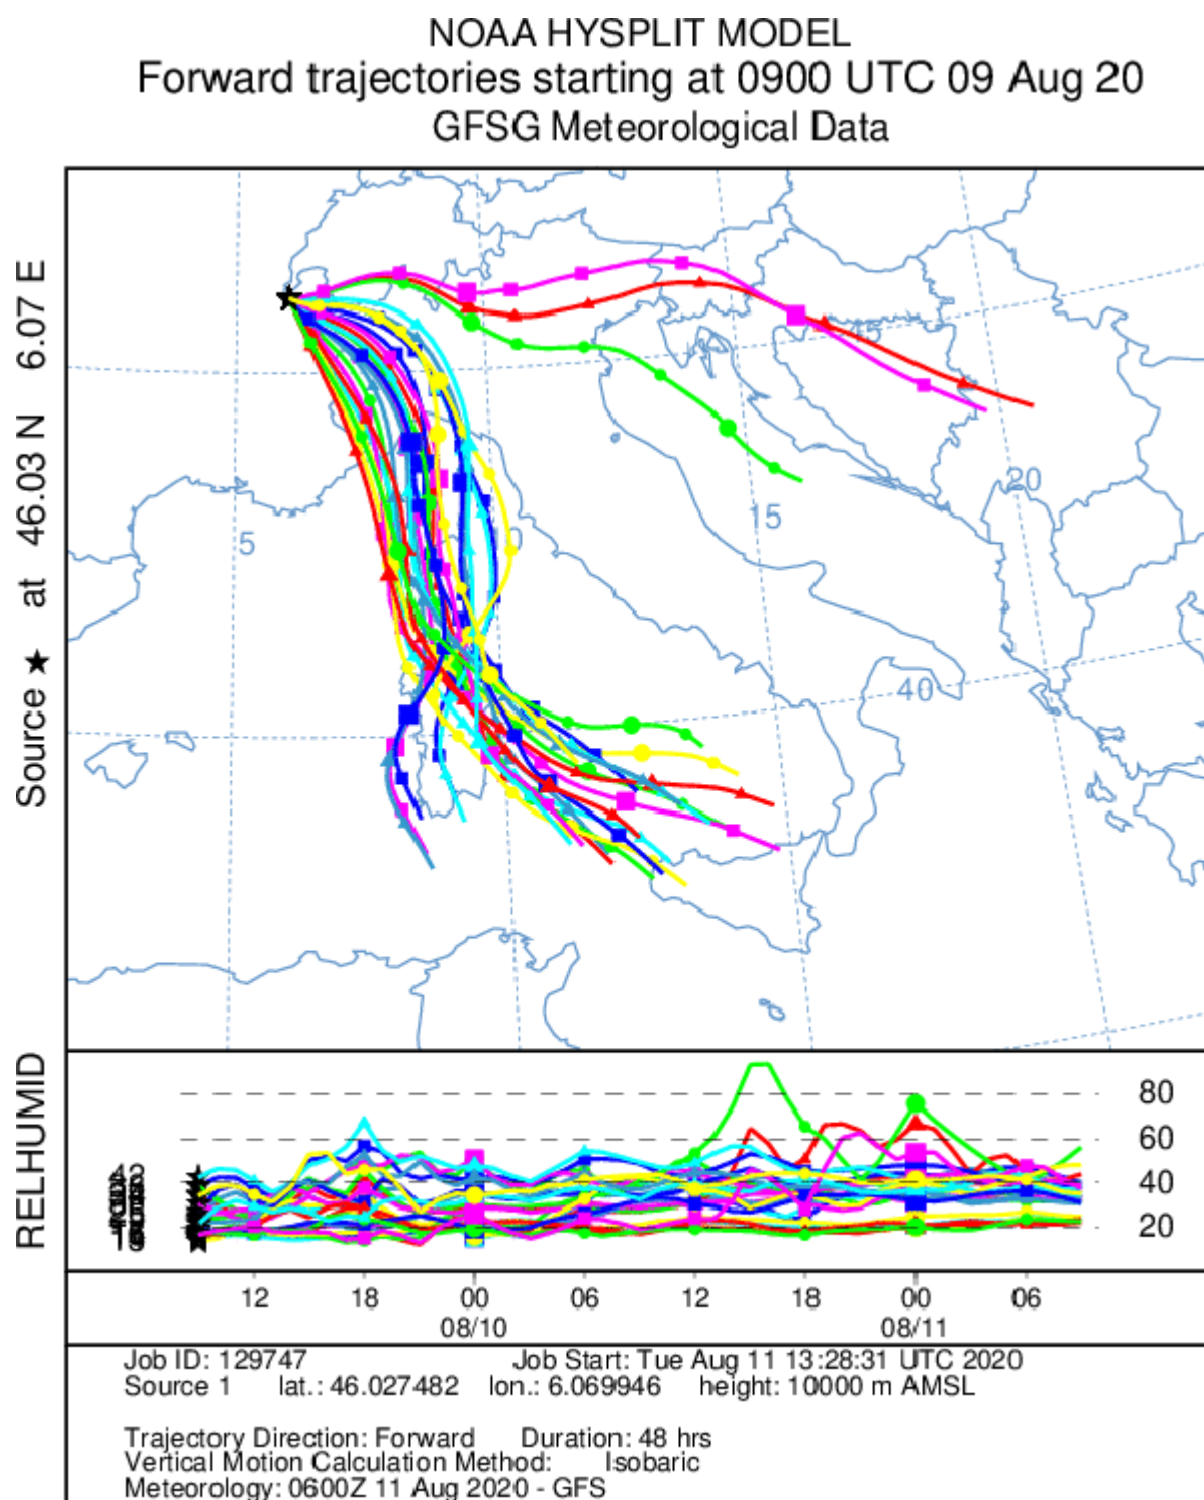 NOAA HYSPLIT MODEL
Forward trajectories starting at 0900 UTC 09 Aug 20
GFSG Meteorological Data
Source ★ at 46.03 N 6.07 E
5
15
20
40
RELHUMID
80
60
40
20
12 18 00 06 12 18 00 06
08/10 08/11
Job ID: 129747 Job Start: Tue Aug 11 13:28:31 UTC 2020
Source 1 lat.: 46.027482 lon.: 6.069946 height: 10000 m AMSL
Trajectory Direction: Forward Duration: 48 hrs
Vertical Motion Calculation Method: Isobaric
Meteorology: 0600Z 11 Aug 2020 - GFS